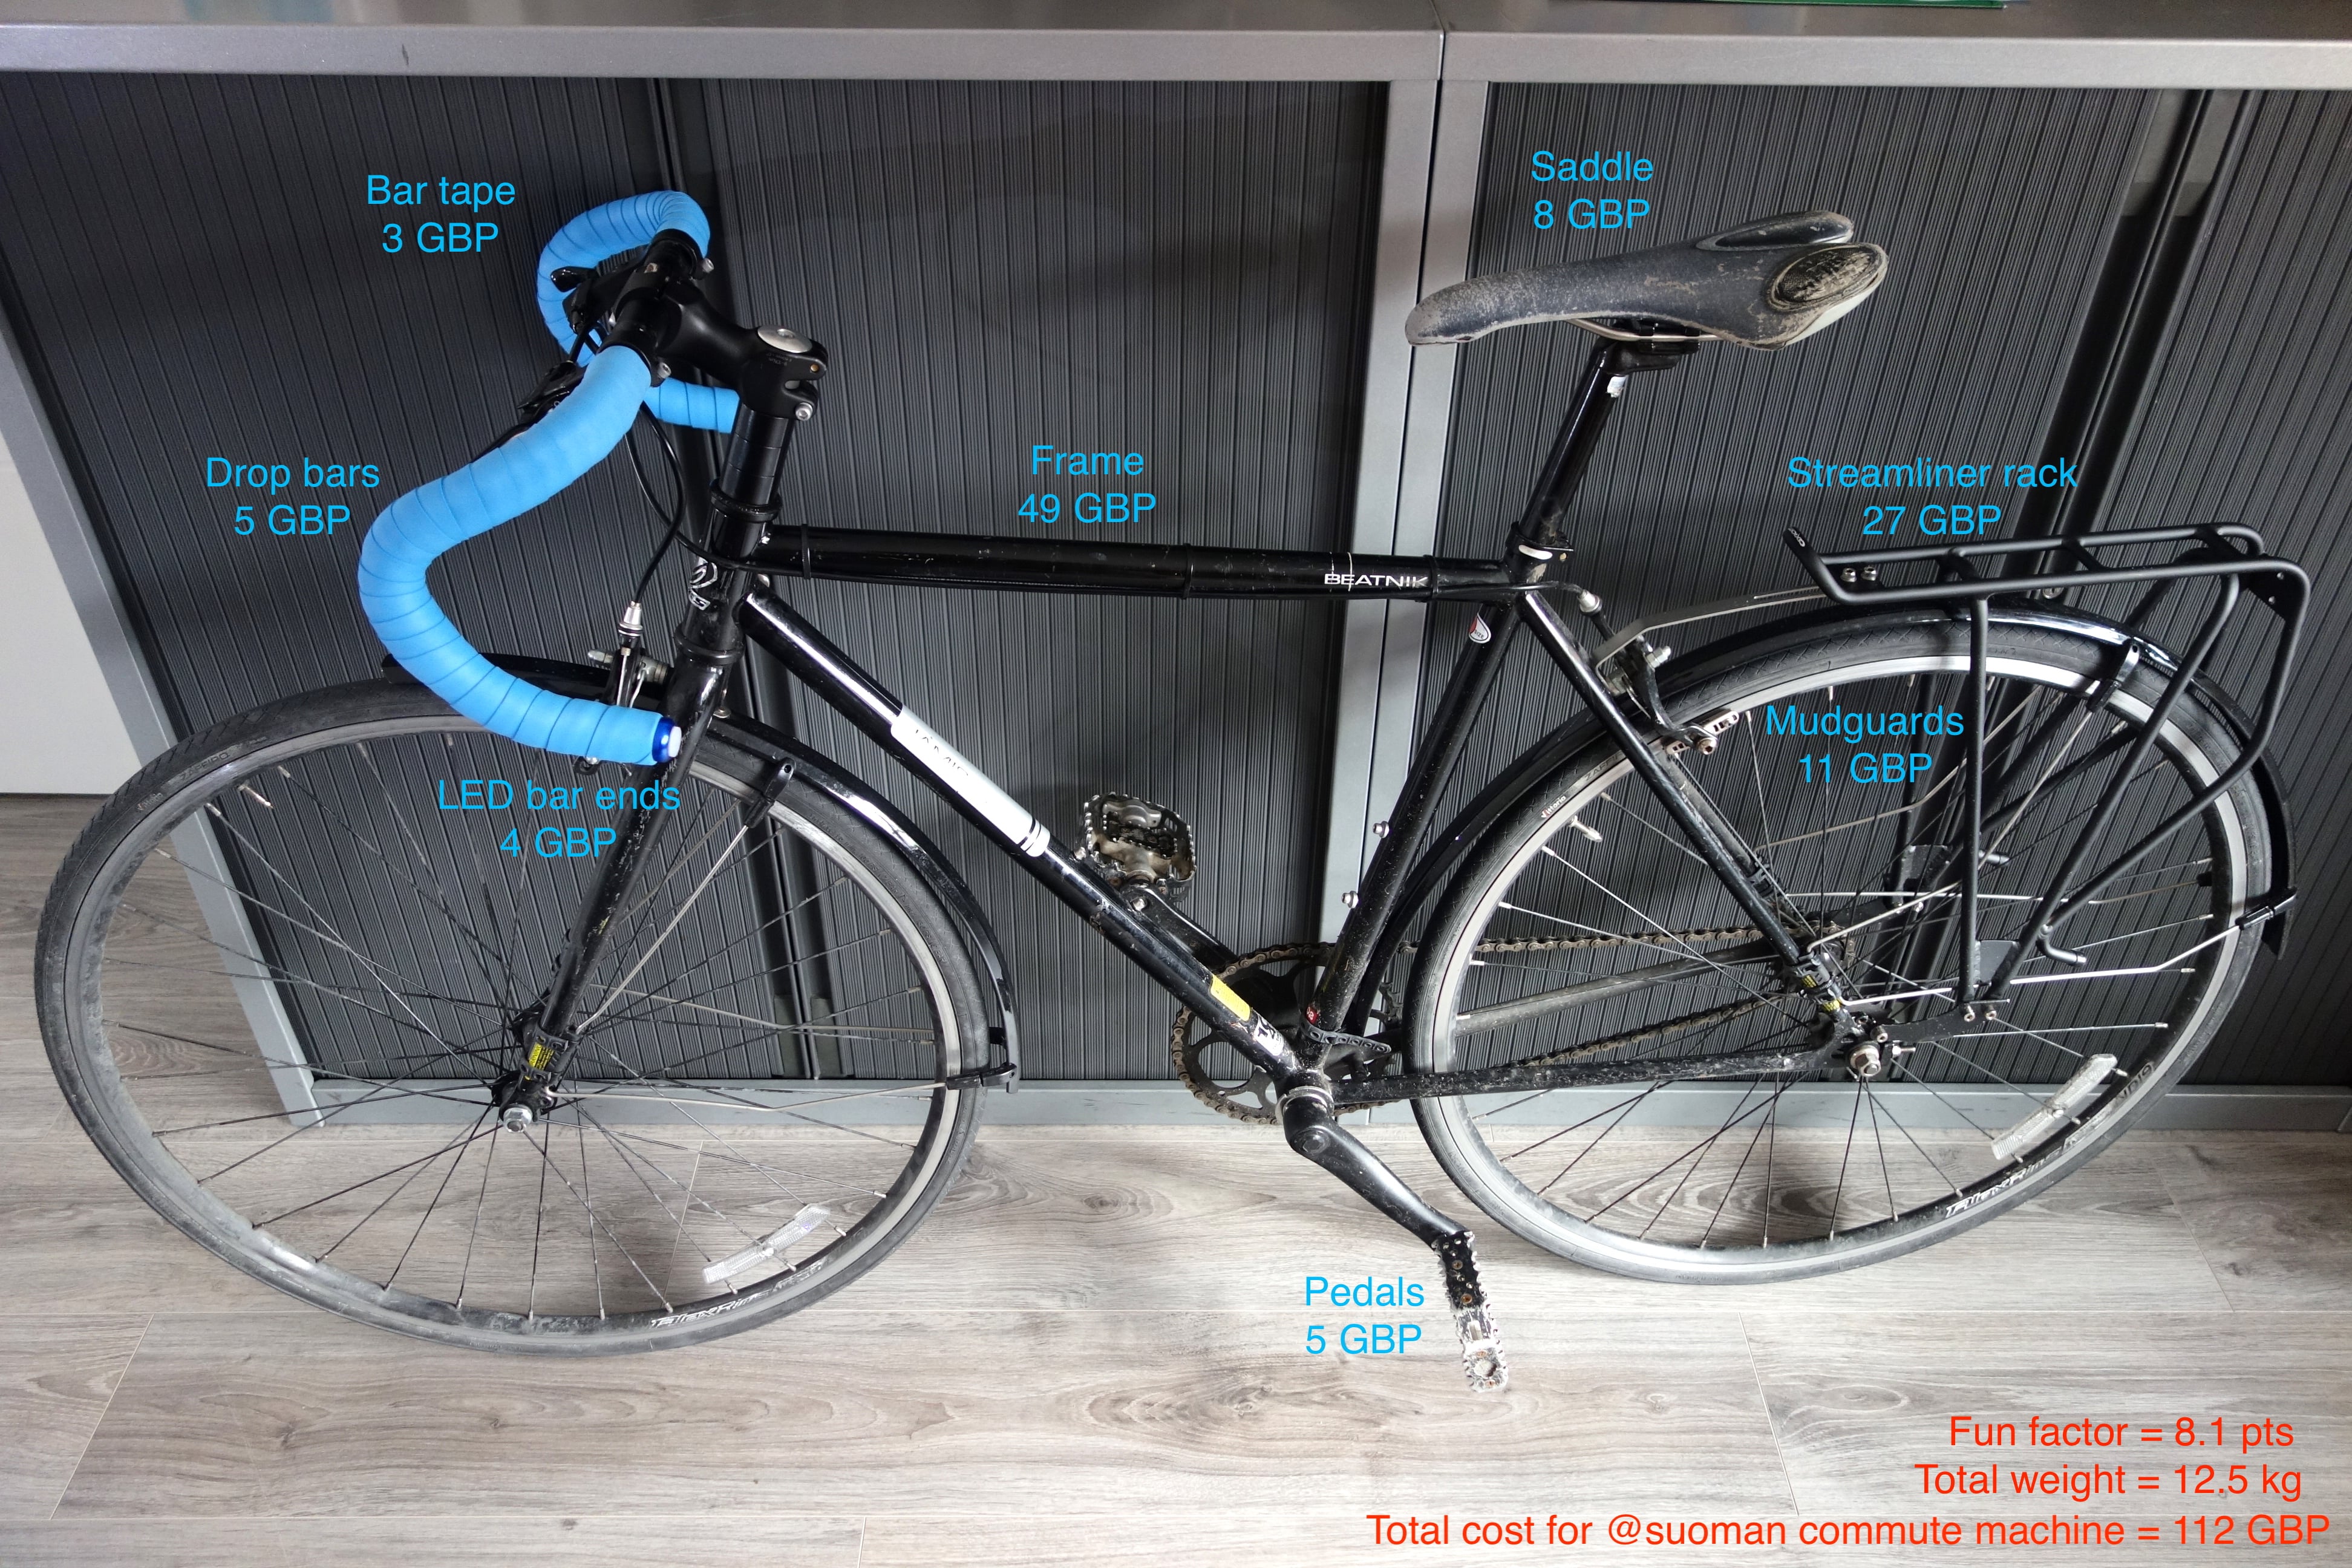 Bar tape
3 GBP
Saddle
8 GBP
Drop bars
5 GBP
Frame
49 GBP
Streamliner rack
27 GBP
BEATNIK
Mudguards
11 GBP
LED bar ends
4 GBP
Pedals
5 GBP
Fun factor = 8.1 pts
Total weight = 12.5 kg
Total cost for @suoman commute machine = 112 GBP